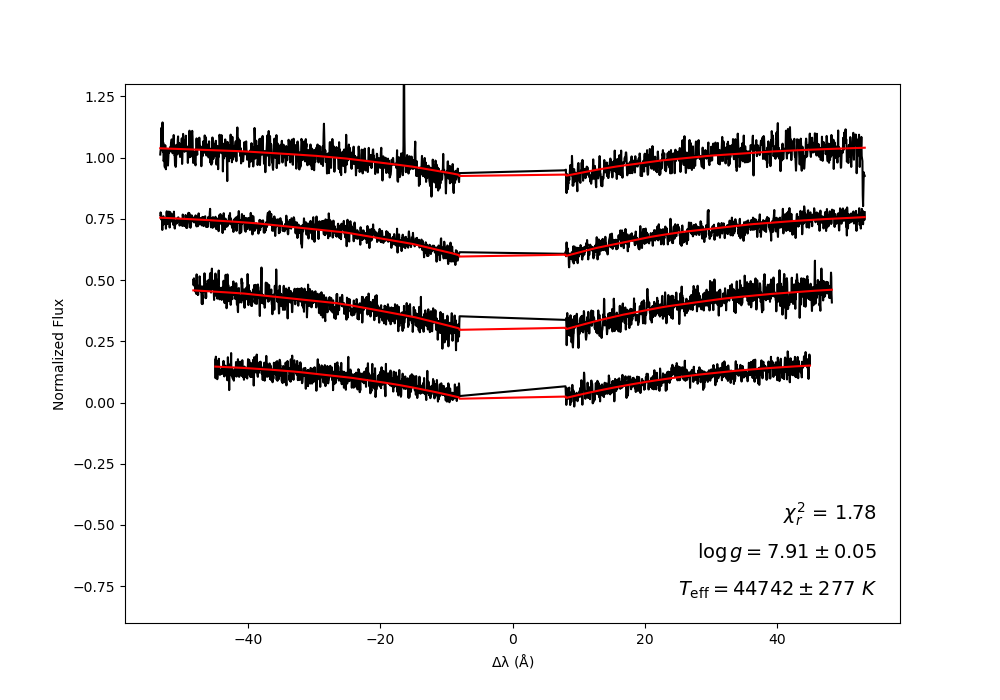 1.25
1.00
0.75
0.50
0.25
0.00
−0.25
−0.50
−0.75
Normalized Flux
χ²ᵣ = 1.78
log g = 7.91 ± 0.05
T_eff = 44742 ± 277 K
−40 −20 0 20 40
Δλ (Å)